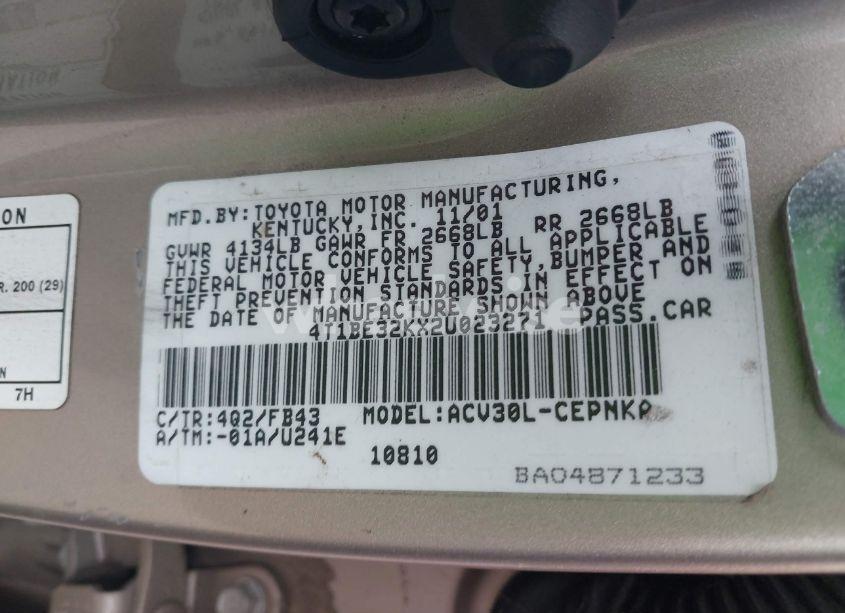 MFD.BY:TOYOTA MOTOR MANUFACTURING,
KENTUCKY,INC. 11/01
GVWR 4134LB GAWR FR 2668LB RR 2668LB
THIS VEHICLE CONFORMS TO ALL APPLICABLE
FEDERAL MOTOR VEHICLE SAFETY,BUMPER AND
THEFT PREVENTION STANDARDS IN EFFECT ON
THE DATE OF MANUFACTURE SHOWN ABOVE
4T1BE32KX2U023271 PASS.CAR
C/TR:4Q2/FB43 MODEL:ACV30L-CEPNKP
A/TM:-01A/U241E
10810
BA04871233
ON
R. 200 (29)
N
7H